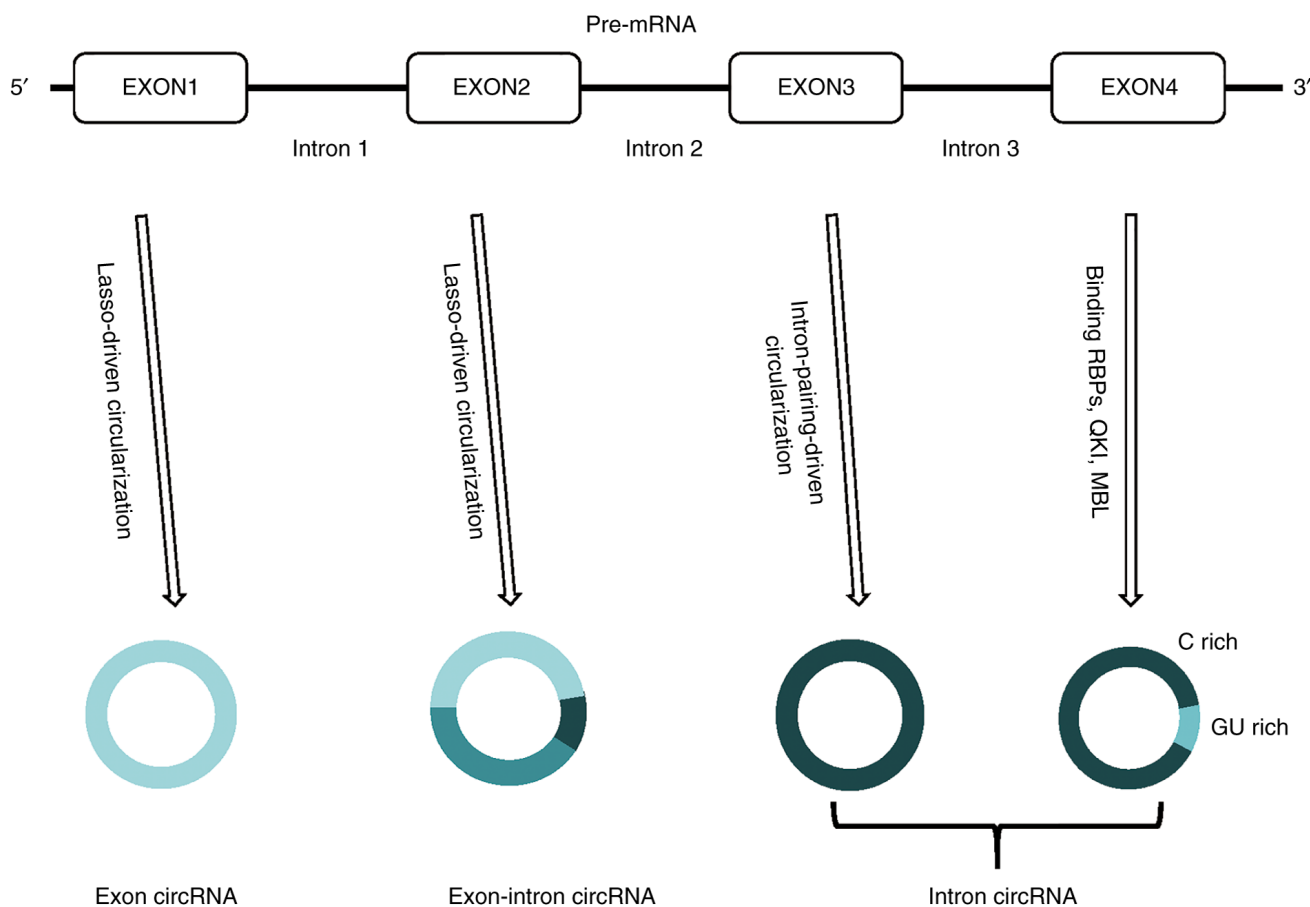 Pre-mRNA
5′
EXON1
EXON2
EXON3
EXON4
3′
Intron 1
Intron 2
Intron 3
Lasso-driven circularization
Lasso-driven circularization
Intron-pairing-driven
circularization
Binding RBPs, QKI, MBL
C rich
GU rich
Exon circRNA
Exon-intron circRNA
Intron circRNA